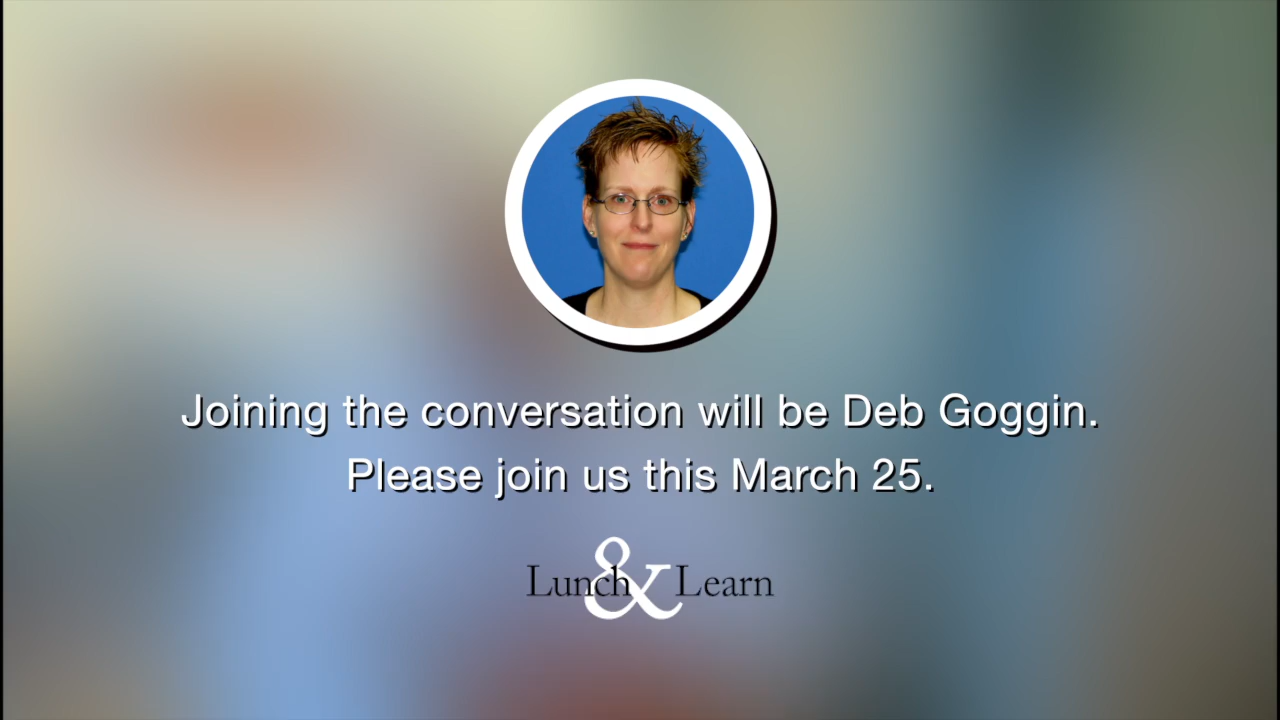 Joining the conversation will be Deb Goggin.
Please join us this March 25.
Lunch & Learn